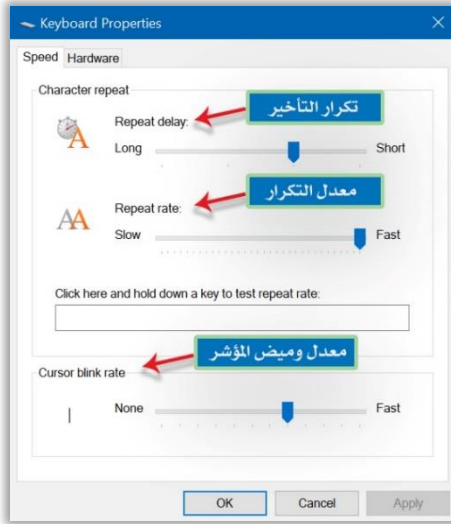 Keyboard Properties
Speed Hardware
Character repeat
تكرار التأخير
Repeat delay:
Long Short
معدل التكرار
Repeat rate:
Slow Fast
Click here and hold down a key to test repeat rate:
معدل وميض المؤشر
Cursor blink rate
None Fast
OK Cancel Apply